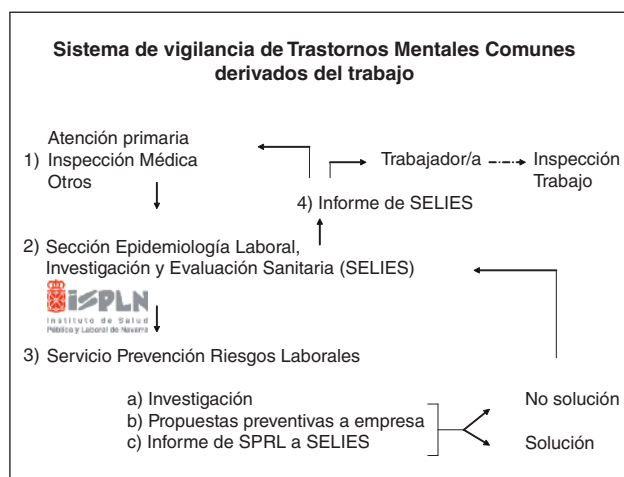 Sistema de vigilancia de Trastornos Mentales Comunes
derivados del trabajo
Atención primaria
1) Inspección Médica
Otros
Trabajador/a
Inspección
Trabajo
4) Informe de SELIES
2) Sección Epidemiología Laboral,
Investigación y Evaluación Sanitaria (SELIES)
ISPLN
Instituto de Salud
Pública y Laboral de Navarra
3) Servicio Prevención Riesgos Laborales
a) Investigación
b) Propuestas preventivas a empresa
c) Informe de SPRL a SELIES
No solución
Solución